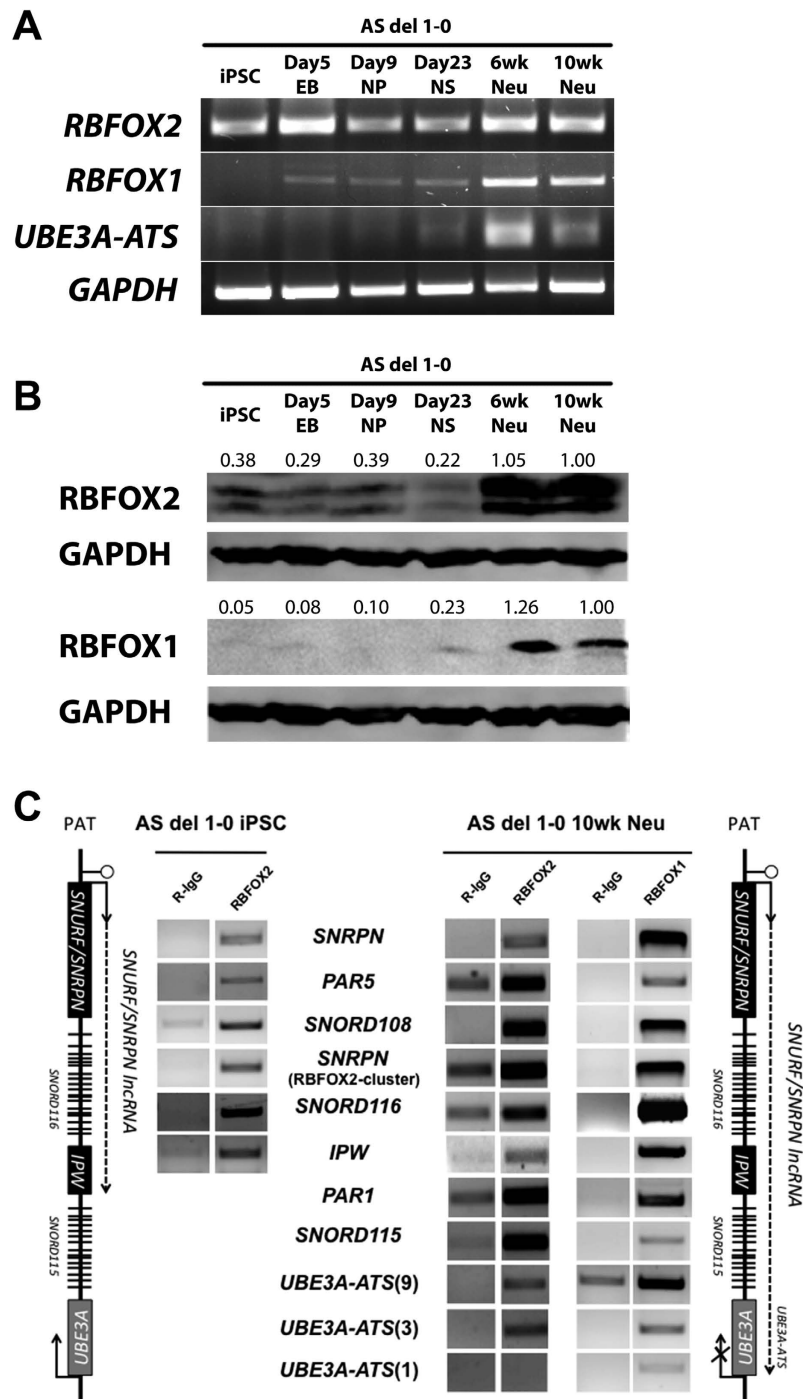 A
AS del 1-0
iPSC Day5 EB Day9 NP Day23 NS 6wk Neu 10wk Neu
RBFOX2
RBFOX1
UBE3A-ATS
GAPDH
B
AS del 1-0
iPSC Day5 EB Day9 NP Day23 NS 6wk Neu 10wk Neu
0.38 0.29 0.39 0.22 1.05 1.00
RBFOX2
GAPDH
0.05 0.08 0.10 0.23 1.26 1.00
RBFOX1
GAPDH
C
PAT
AS del 1-0 iPSC
AS del 1-0 10wk Neu
PAT
R-IgG RBFOX2
R-IgG RBFOX2 R-IgG RBFOX1
SNURF/SNRPN
SNORD116
IPW
SNORD115
UBE3A
SNURF/SNRPN lncRNA
SNRPN
PAR5
SNORD108
SNRPN
(RBFOX2-cluster)
SNORD116
IPW
PAR1
SNORD115
UBE3A-ATS(9)
UBE3A-ATS(3)
UBE3A-ATS(1)
SNURF/SNRPN
SNORD116
IPW
SNORD115
UBE3A
SNURF/SNRPN lncRNA
UBE3A-ATS